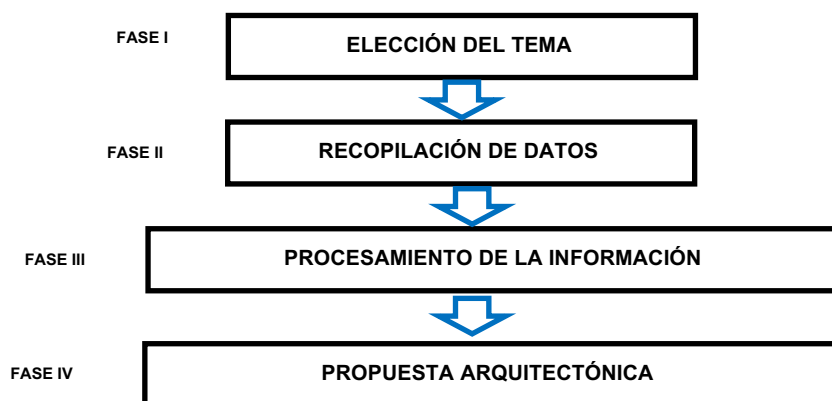 FASE I
ELECCIÓN DEL TEMA
FASE II
RECOPILACIÓN DE DATOS
FASE III
PROCESAMIENTO DE LA INFORMACIÓN
FASE IV
PROPUESTA ARQUITECTÓNICA